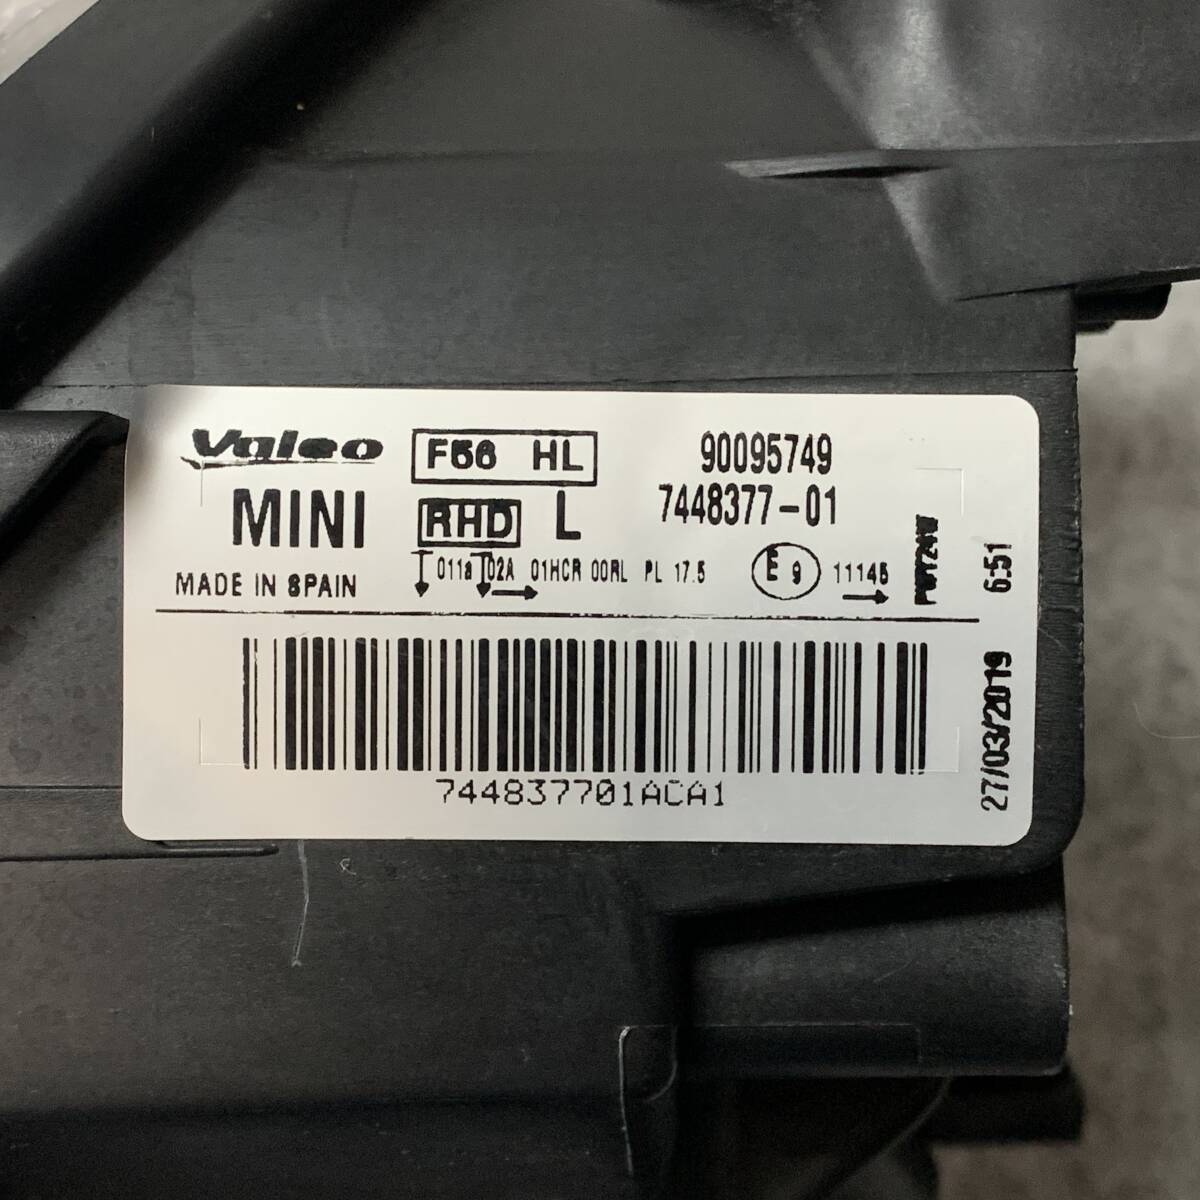 Valeo F56 HL 90095749
MINI RHD L 7448377-01
MADE IN SPAIN 011a 02A 01HCR 00RL PL 17.5 E9 11145
6:51
27/03/2019
744837701ACA1